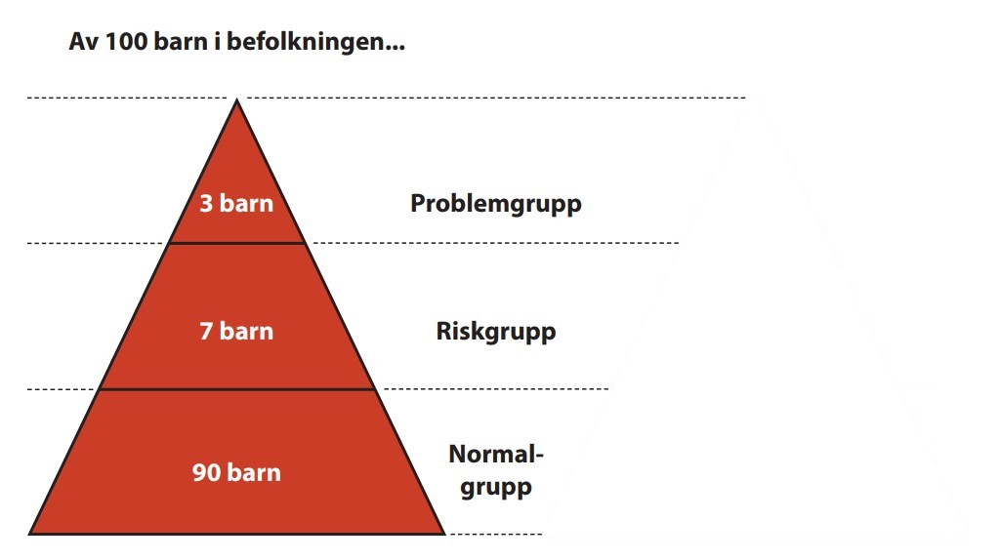 Av 100 barn i befolkningen...
3 barn
Problemgrupp
7 barn
Riskgrupp
90 barn
Normal-
grupp